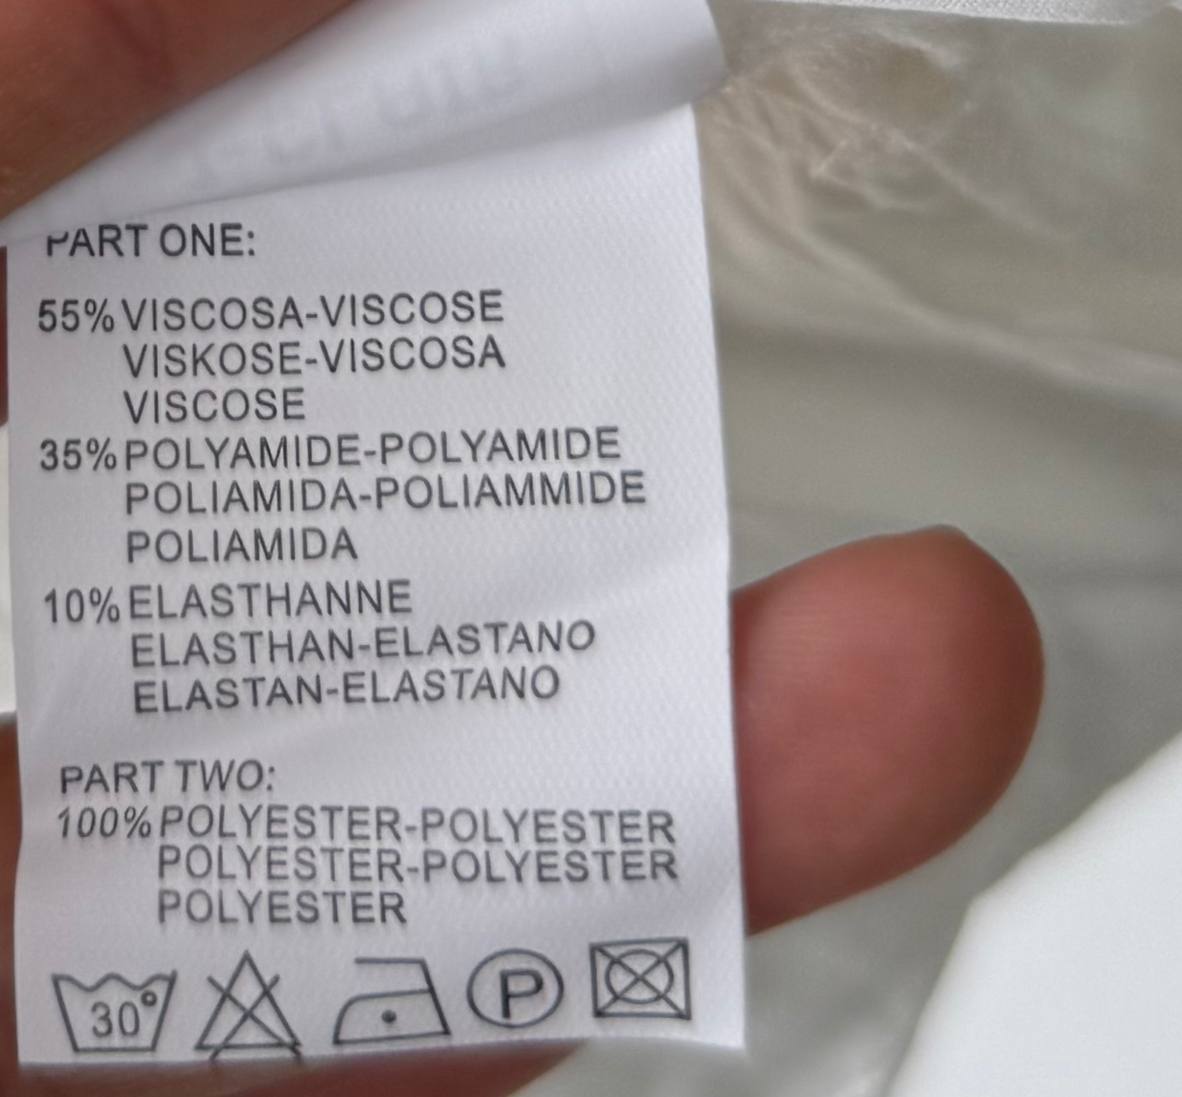 PART ONE:
55% VISCOSA-VISCOSE
VISKOSE-VISCOSA
VISCOSE
35% POLYAMIDE-POLYAMIDE
POLIAMIDA-POLIAMMIDE
POLIAMIDA
10% ELASTHANNE
ELASTHAN-ELASTANO
ELASTAN-ELASTANO
PART TWO:
100% POLYESTER-POLYESTER
POLYESTER-POLYESTER
POLYESTER
30° P